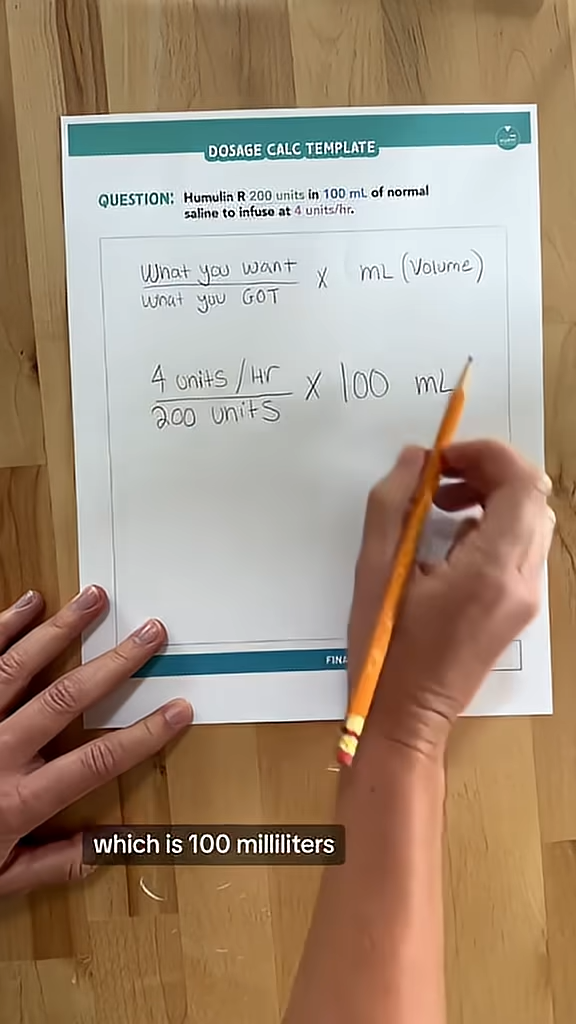 DOSAGE CALC TEMPLATE
QUESTION: Humulin R 200 units in 100 mL of normal
saline to infuse at 4 units/hr.
What you want x mL (Volume)
What you GOT
4 units / Hr x 100 mL
200 units
FINA
which is 100 milliliters